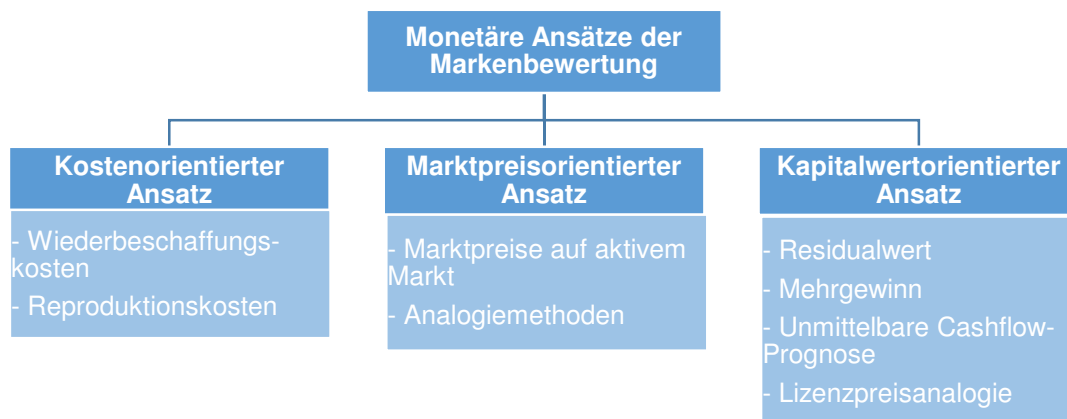 Monetäre Ansätze der
Markenbewertung
Kostenorientierter
Ansatz
- Wiederbeschaffungs-
kosten
- Reproduktionskosten
Marktpreisorientierter
Ansatz
- Marktpreise auf aktivem
Markt
- Analogiemethoden
Kapitalwertorientierter
Ansatz
- Residualwert
- Mehrgewinn
- Unmittelbare Cashflow-
Prognose
- Lizenzpreisanalogie